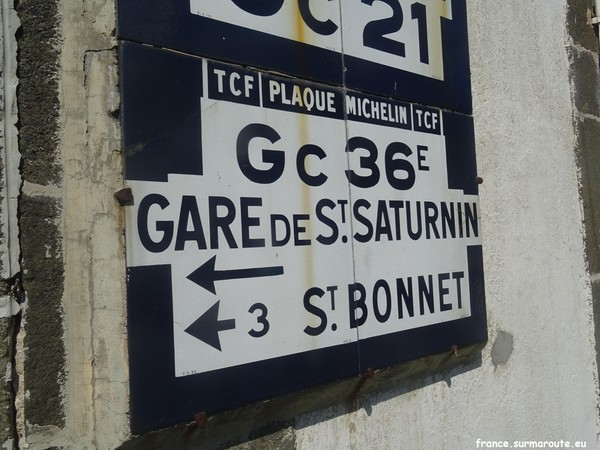 Gc 21
TCF PLAQUE MICHELIN TCF
Gc 36E
GARE DE ST. SATURNIN
3 ST. BONNET
france.surmaroute.eu